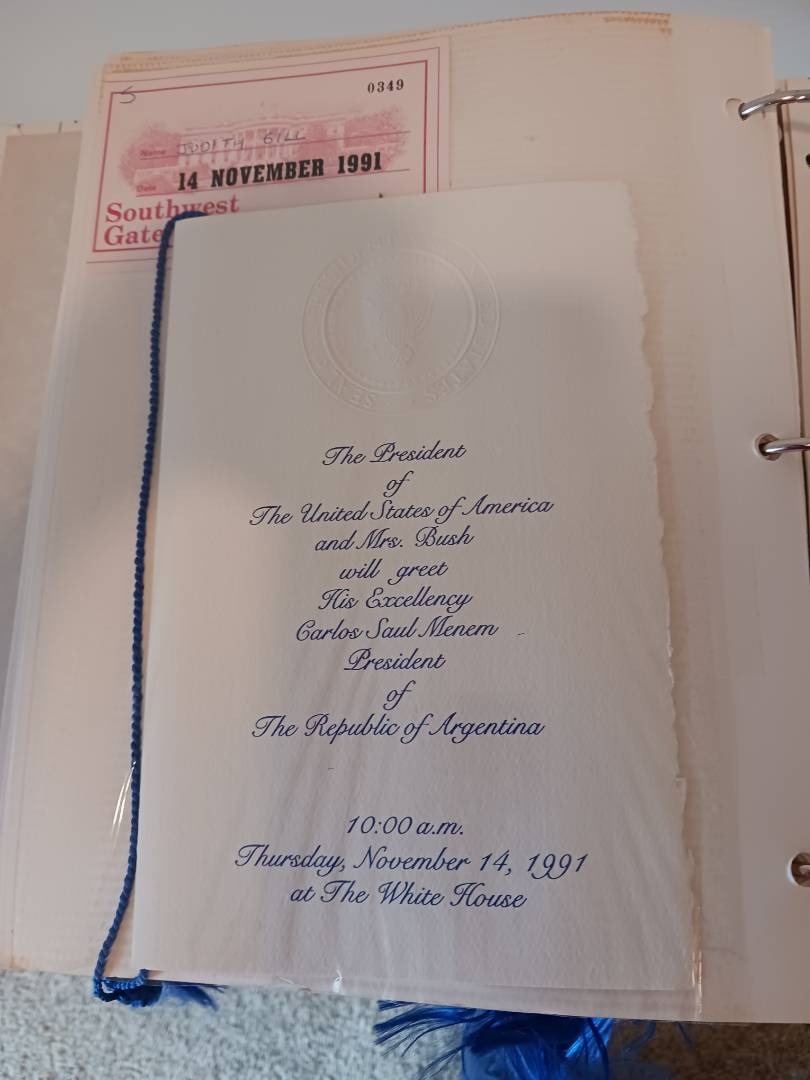 S
0349
Name JUDITH GILL
Date 14 NOVEMBER 1991
Southwest
Gate
The President
of
The United States of America
and Mrs. Bush
will greet
His Excellency
Carlos Saul Menem
President
of
The Republic of Argentina
10:00 a.m.
Thursday, November 14, 1991
at The White House